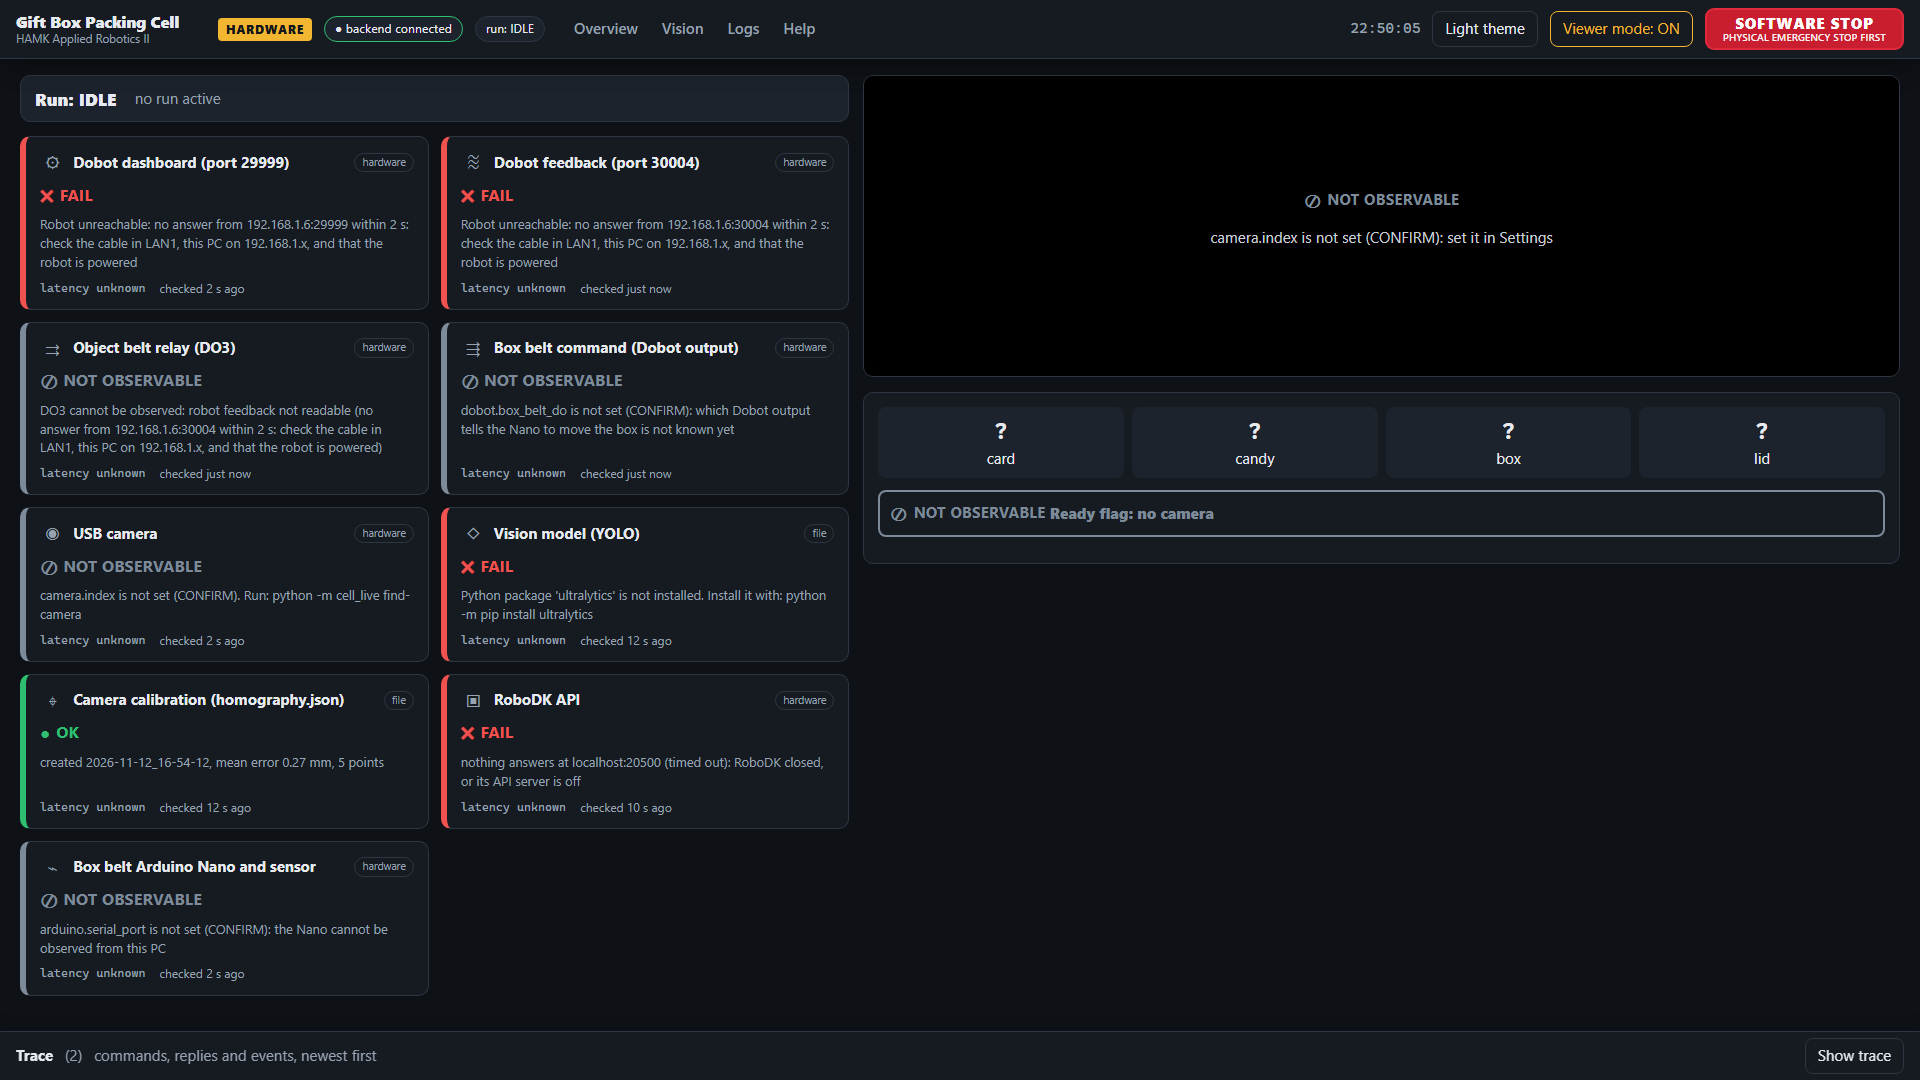 Gift Box Packing Cell
HAMK Applied Robotics II
HARDWARE
backend connected
run: IDLE
Overview
Vision
Logs
Help
22:50:05
Light theme
Viewer mode: ON
SOFTWARE STOP
PHYSICAL EMERGENCY STOP FIRST
Run: IDLE no run active
Dobot dashboard (port 29999)
hardware
FAIL
Robot unreachable: no answer from 192.168.1.6:29999 within 2 s:
check the cable in LAN1, this PC on 192.168.1.x, and that the
robot is powered
latency unknown checked 2 s ago
Dobot feedback (port 30004)
hardware
FAIL
Robot unreachable: no answer from 192.168.1.6:30004 within 2 s:
check the cable in LAN1, this PC on 192.168.1.x, and that the
robot is powered
latency unknown checked just now
Object belt relay (DO3)
hardware
NOT OBSERVABLE
DO3 cannot be observed: robot feedback not readable (no
answer from 192.168.1.6:30004 within 2 s: check the cable in
LAN1, this PC on 192.168.1.x, and that the robot is powered)
latency unknown checked just now
Box belt command (Dobot output)
hardware
NOT OBSERVABLE
dobot.box_belt_do is not set (CONFIRM): which Dobot output
tells the Nano to move the box is not known yet
latency unknown checked just now
USB camera
hardware
NOT OBSERVABLE
camera.index is not set (CONFIRM). Run: python -m cell_live find-
camera
latency unknown checked 2 s ago
Vision model (YOLO)
file
FAIL
Python package 'ultralytics' is not installed. Install it with: python
-m pip install ultralytics
latency unknown checked 12 s ago
Camera calibration (homography.json)
file
OK
created 2026-11-12_16-54-12, mean error 0.27 mm, 5 points
latency unknown checked 12 s ago
RoboDK API
hardware
FAIL
nothing answers at localhost:20500 (timed out): RoboDK closed,
or its API server is off
latency unknown checked 10 s ago
Box belt Arduino Nano and sensor
hardware
NOT OBSERVABLE
arduino.serial_port is not set (CONFIRM): the Nano cannot be
observed from this PC
latency unknown checked 2 s ago
NOT OBSERVABLE
camera.index is not set (CONFIRM): set it in Settings
?
card
?
candy
?
box
?
lid
NOT OBSERVABLE Ready flag: no camera
Trace (2) commands, replies and events, newest first
Show trace